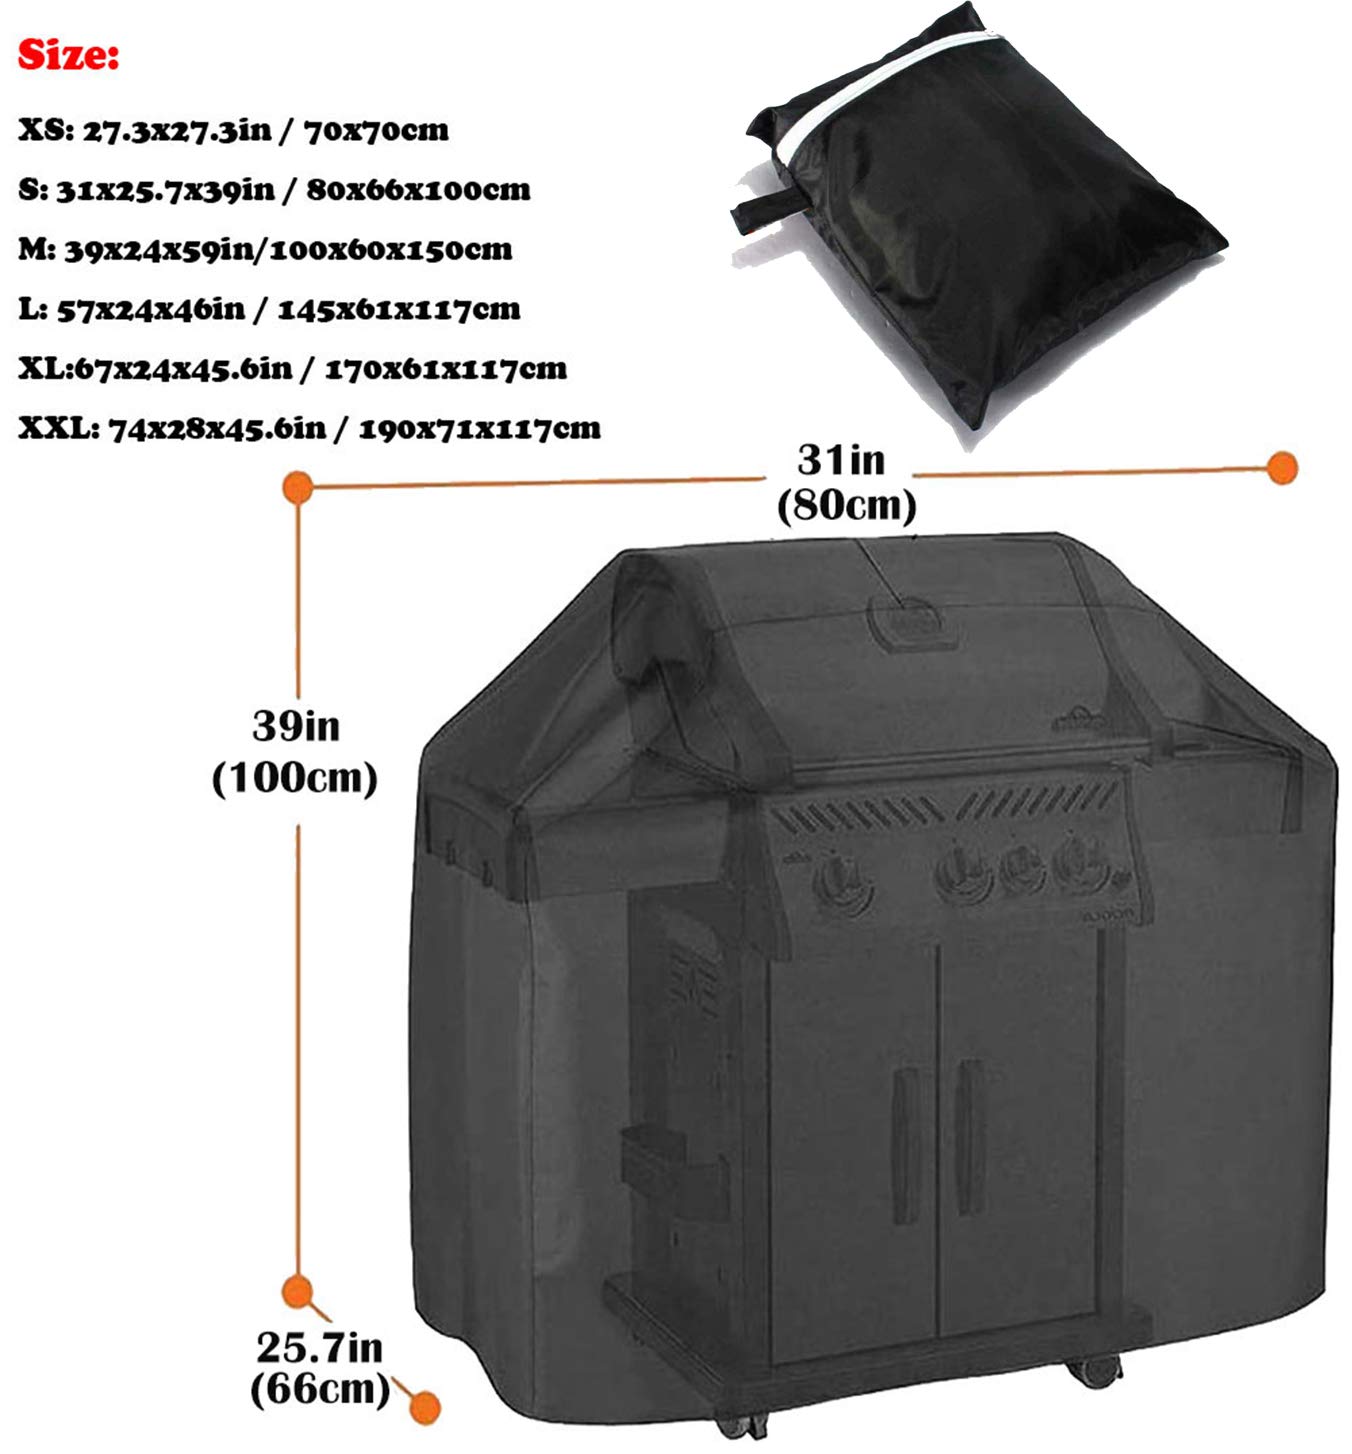 Size:
XS: 27.3x27.3in / 70x70cm
S: 31x25.7x39in / 80x66x100cm
M: 39x24x59in/100x60x150cm
L: 57x24x46in / 145x61x117cm
XL:67x24x45.6in / 170x61x117cm
XXL: 74x28x45.6in / 190x71x117cm
31in
(80cm)
39in
(100cm)
25.7in
(66cm)